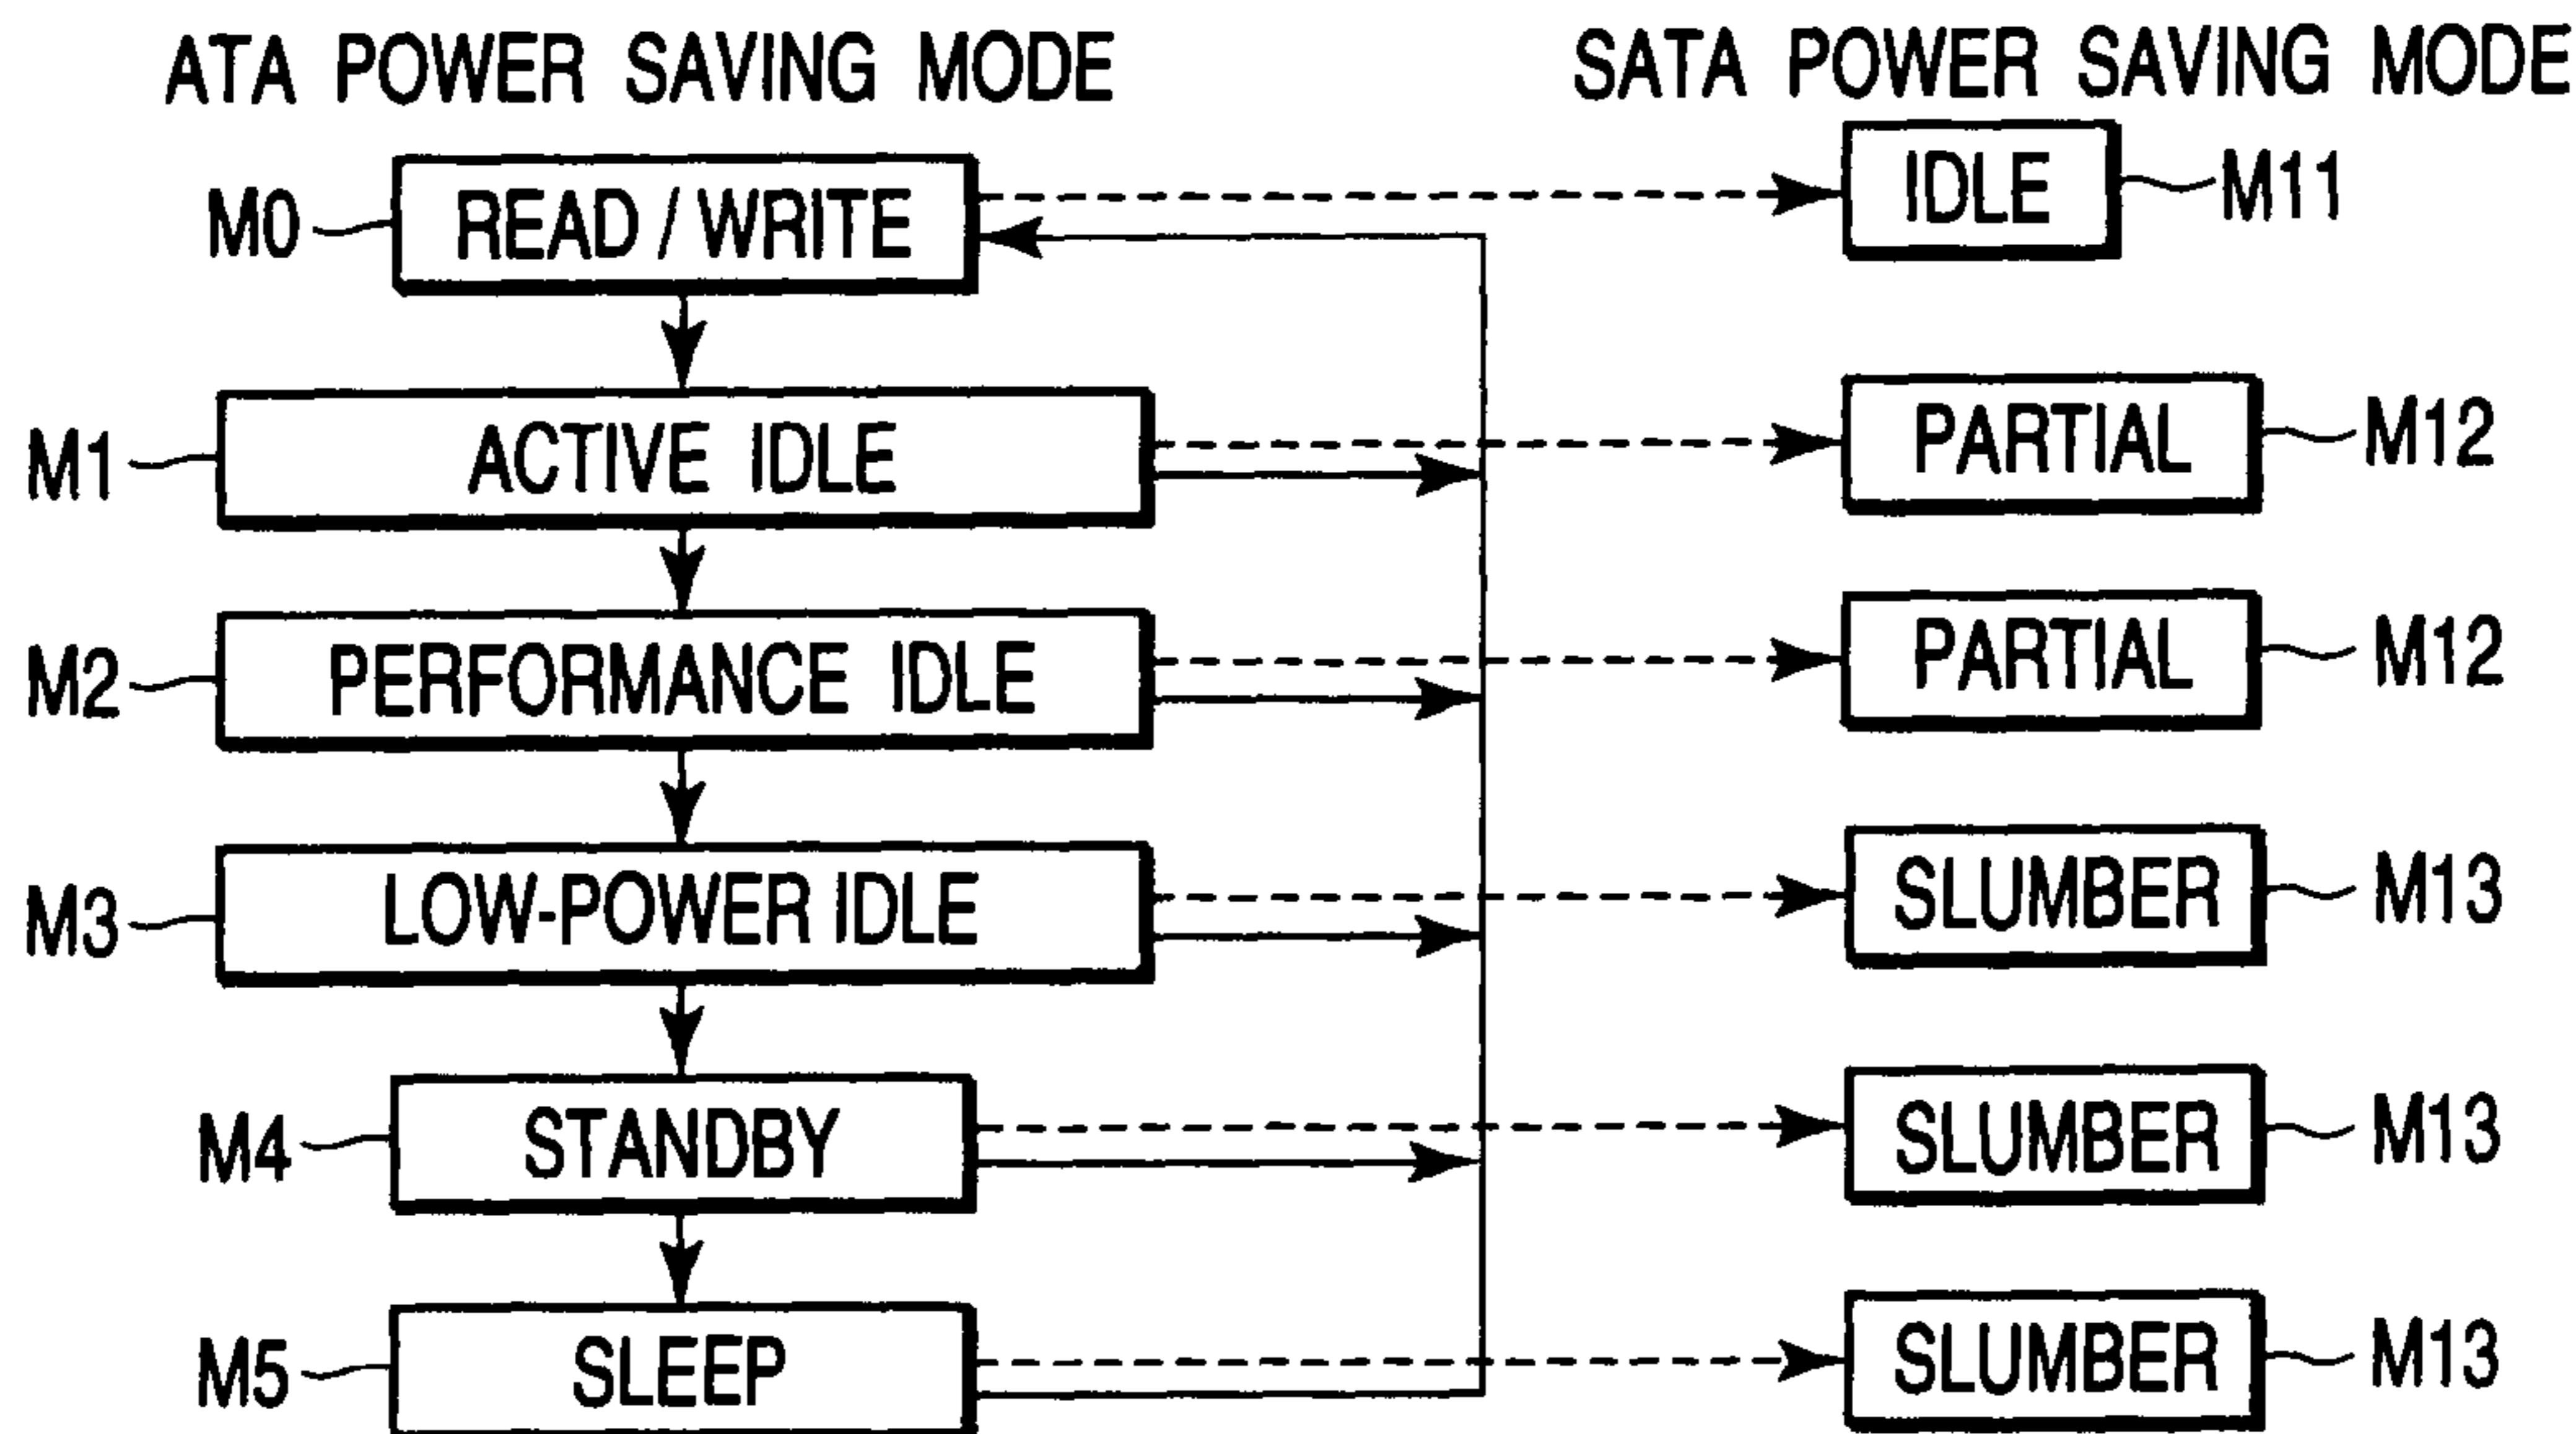 ATA POWER SAVING MODE
SATA POWER SAVING MODE
M0 READ / WRITE
IDLE M11
M1 ACTIVE IDLE
PARTIAL M12
M2 PERFORMANCE IDLE
PARTIAL M12
M3 LOW-POWER IDLE
SLUMBER M13
M4 STANDBY
SLUMBER M13
M5 SLEEP
SLUMBER M13